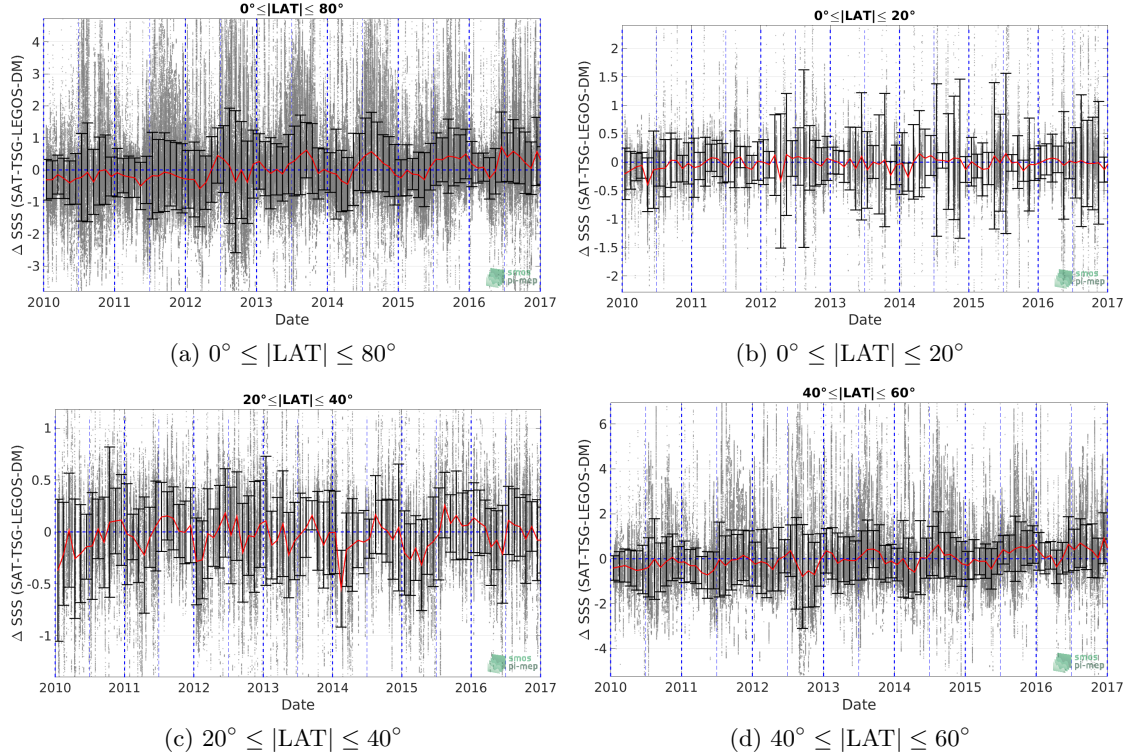 0°≤|LAT|≤ 80°
Δ SSS (SAT-TSG-LEGOS-DM)
4
3
2
1
0
-1
-2
-3
2010 2011 2012 2013 2014 2015 2016 2017
Date
smos
pi-mep
(a) 0° ≤ |LAT| ≤ 80°
0°≤|LAT|≤ 20°
Δ SSS (SAT-TSG-LEGOS-DM)
2
1.5
1
0.5
0
-0.5
-1
-1.5
-2
2010 2011 2012 2013 2014 2015 2016 2017
Date
smos
pi-mep
(b) 0° ≤ |LAT| ≤ 20°
20°≤|LAT|≤ 40°
Δ SSS (SAT-TSG-LEGOS-DM)
1
0.5
0
-0.5
-1
2010 2011 2012 2013 2014 2015 2016 2017
Date
smos
pi-mep
(c) 20° ≤ |LAT| ≤ 40°
40°≤|LAT|≤ 60°
Δ SSS (SAT-TSG-LEGOS-DM)
6
4
2
0
-2
-4
2010 2011 2012 2013 2014 2015 2016 2017
Date
smos
pi-mep
(d) 40° ≤ |LAT| ≤ 60°